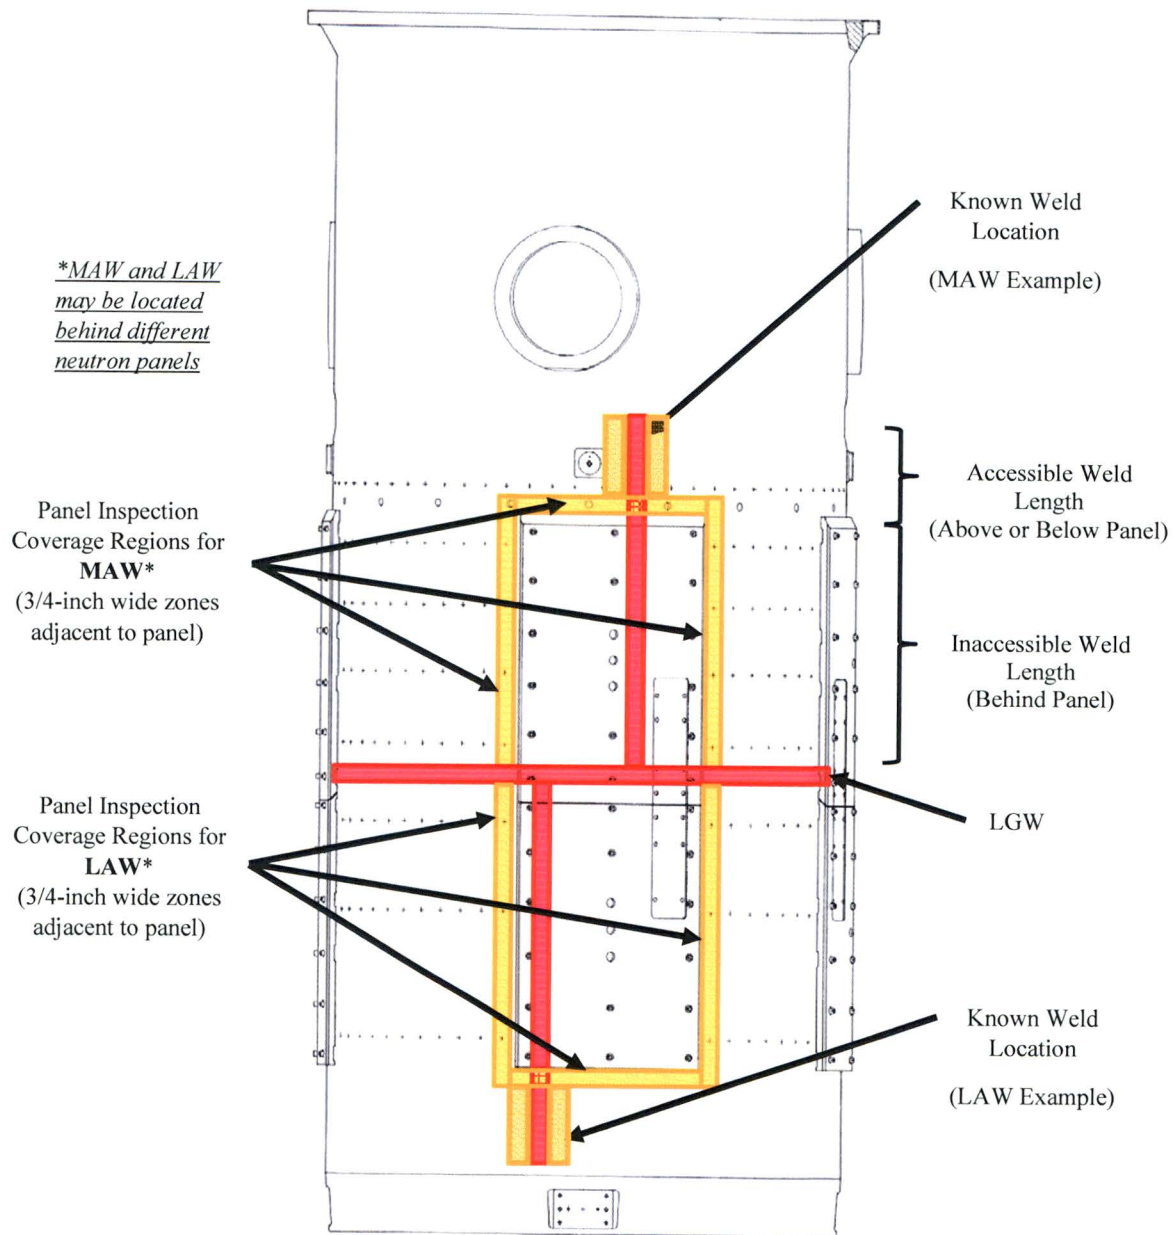 *MAW and LAW
may be located
behind different
neutron panels
Known Weld
Location
(MAW Example)
Accessible Weld
Length
(Above or Below Panel)
Panel Inspection
Coverage Regions for
MAW*
(3/4-inch wide zones
adjacent to panel)
Inaccessible Weld
Length
(Behind Panel)
LGW
Panel Inspection
Coverage Regions for
LAW*
(3/4-inch wide zones
adjacent to panel)
Known Weld
Location
(LAW Example)